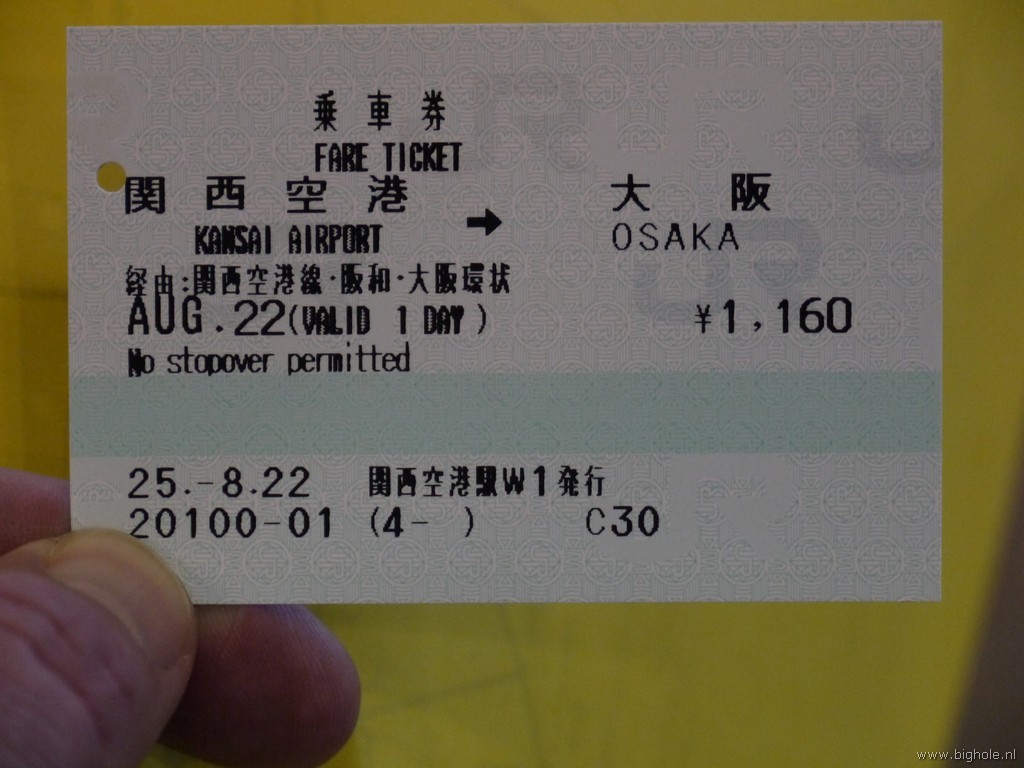 乗車券
FARE TICKET
関西空港 → 大阪
KANSAI AIRPORT OSAKA
経由:関西空港線・阪和・大阪環状
AUG.22(VALID 1 DAY) ¥1,160
No stopover permitted
25.-8.22 関西空港駅W1発行
20100-01 (4- ) C30
www.bighole.nl